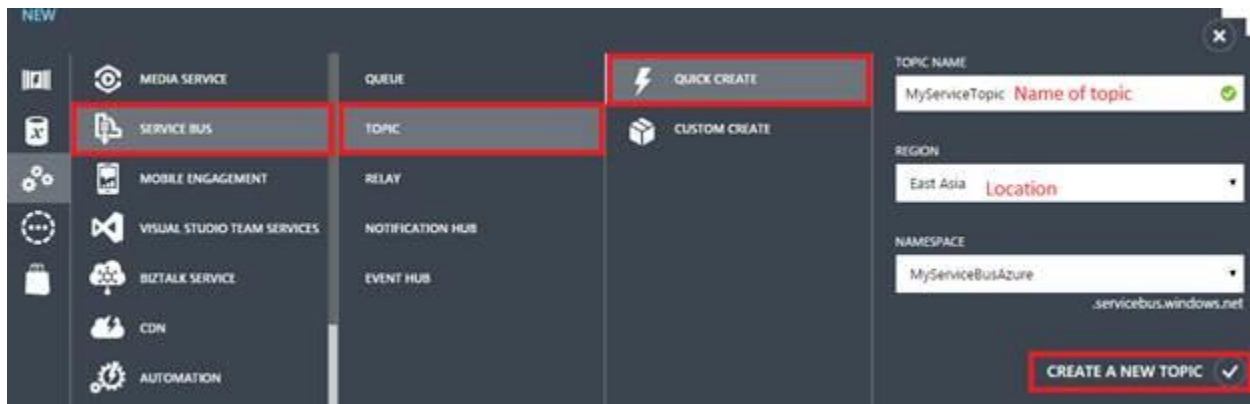 NEW
MEDIA SERVICE
SERVICE BUS
MOBILE ENGAGEMENT
VISUAL STUDIO TEAM SERVICES
BIZTALK SERVICE
CDN
AUTOMATION
QUEUE
TOPIC
RELAY
NOTIFICATION HUB
EVENT HUB
QUICK CREATE
CUSTOM CREATE
TOPIC NAME
MyServiceTopic Name of topic
REGION
East Asia Location
NAMESPACE
MyServiceBusAzure
.servicebus.windows.net
CREATE A NEW TOPIC